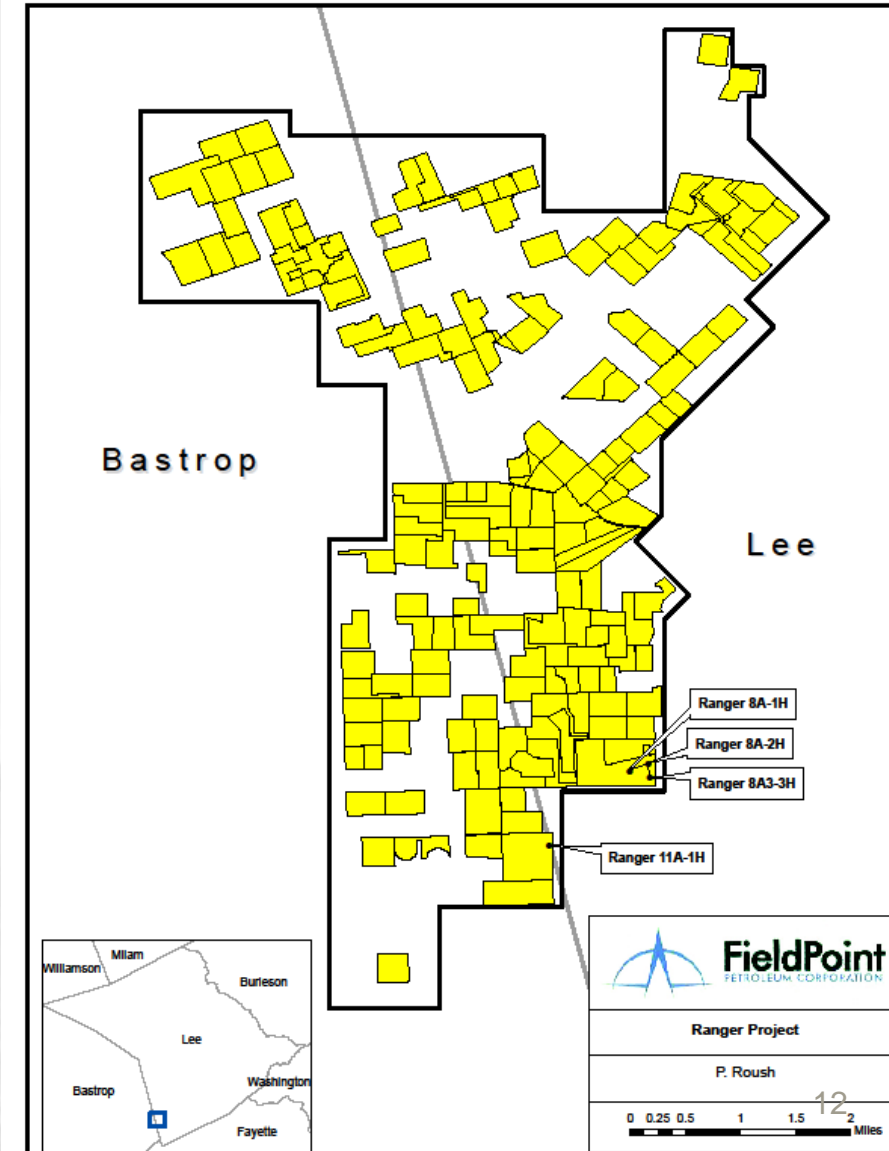 Bastrop
Lee
Ranger 8A-1H
Ranger 8A-2H
Ranger 8A3-3H
Ranger 11A-1H
Williamson
Milam
Burleson
Lee
Bastrop
Washington
Fayette
FieldPoint
PETROLEUM CORPORATION
Ranger Project
P. Roush
12
0 0.25 0.5 1 1.5 2
Miles